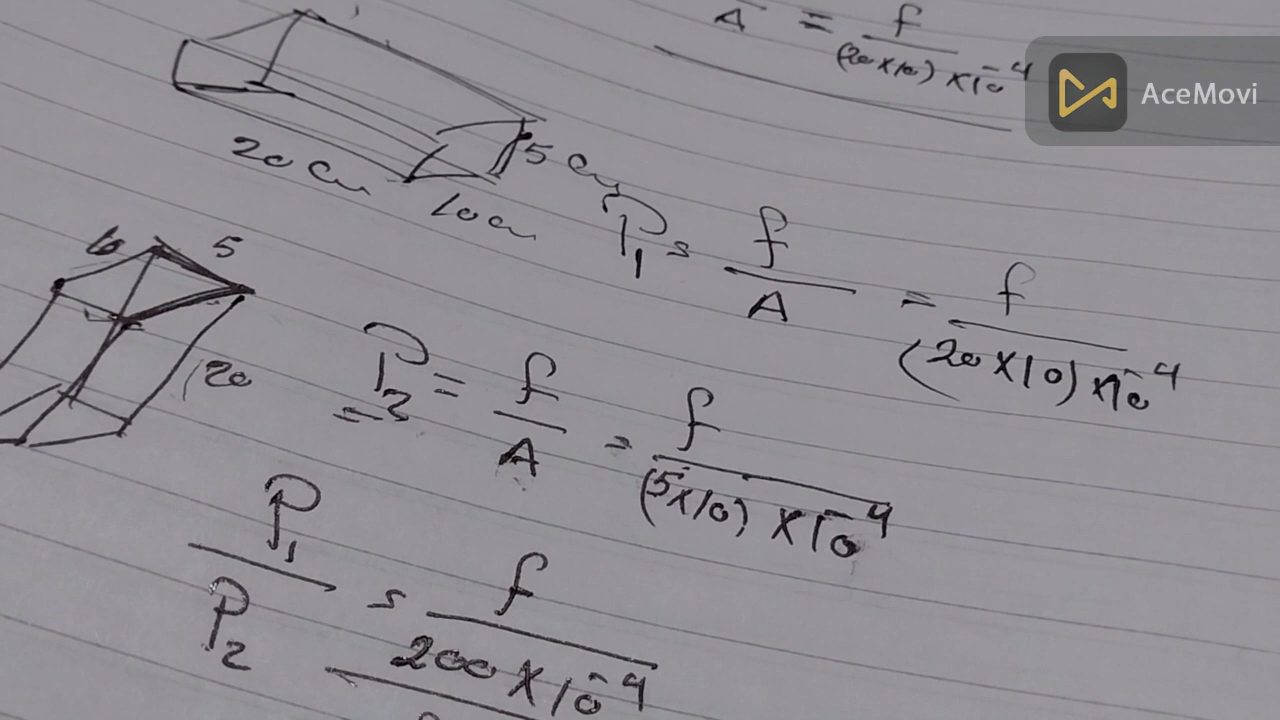 A = f / (20 x 10) x 10^-4
AceMovi
20 cm
10 cm
5 cm
P1 = f / A = f / (20 x 10) x 10^-4
5
20
P2 = f / A = f / (5 x 10) x 10^-4
P1 / P2 = f / 200 x 10^-4